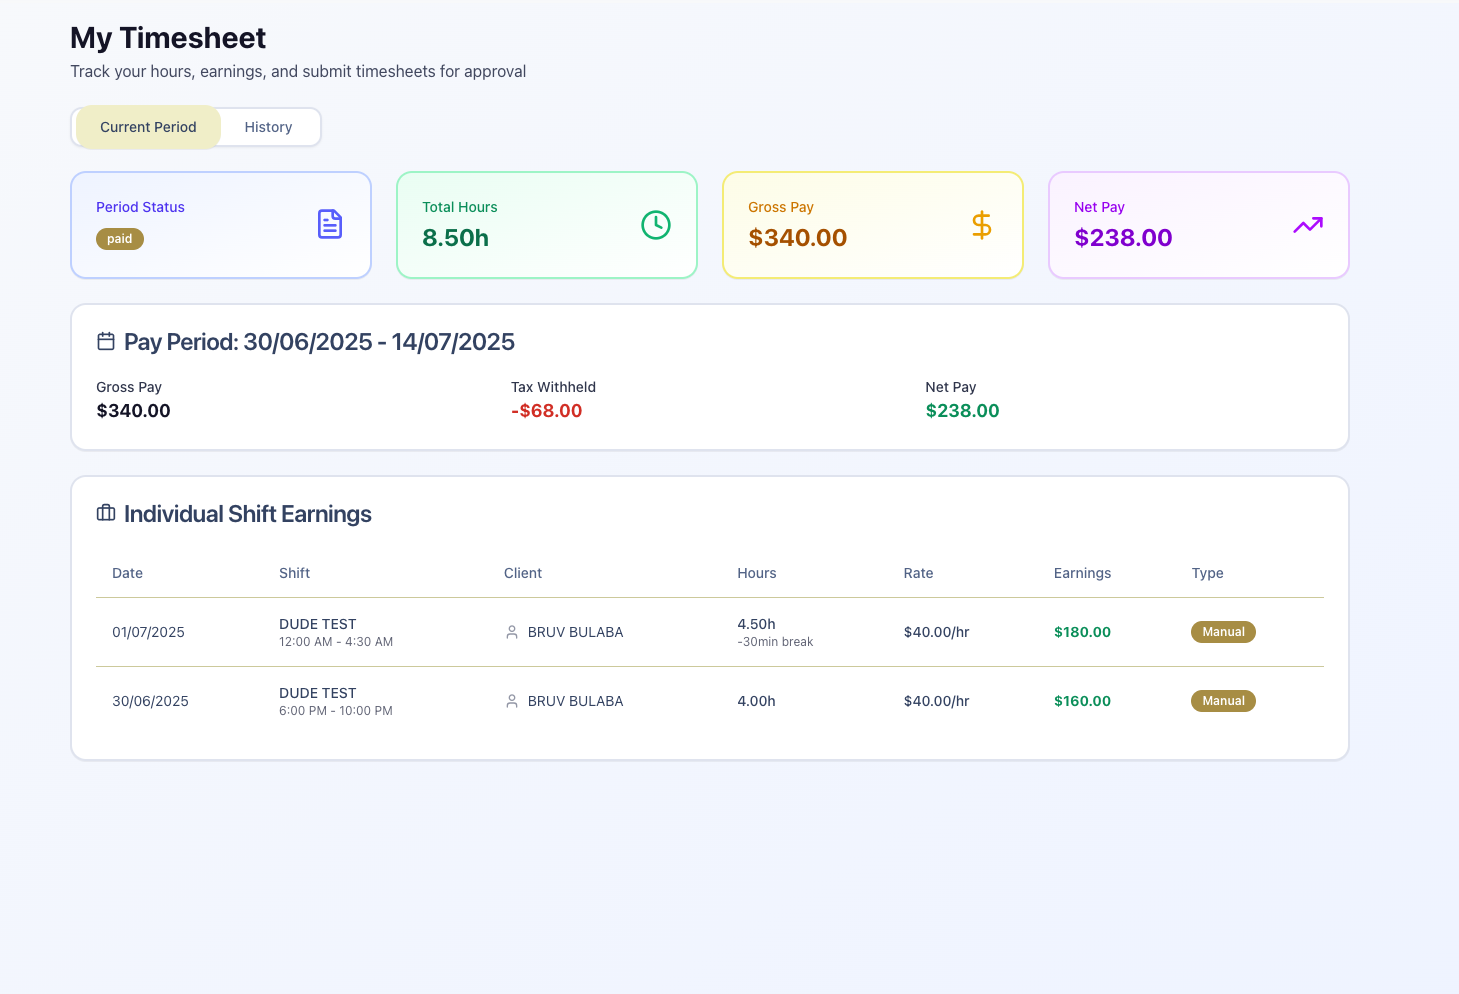 My Timesheet
Track your hours, earnings, and submit timesheets for approval
Current Period History
Period Status
paid
Total Hours
8.50h
Gross Pay
$340.00
Net Pay
$238.00
Pay Period: 30/06/2025 - 14/07/2025
Gross Pay
$340.00
Tax Withheld
-$68.00
Net Pay
$238.00
Individual Shift Earnings
Date Shift Client Hours Rate Earnings Type
01/07/2025 DUDE TEST BRUV BULABA 4.50h $40.00/hr $180.00 Manual
12:00 AM - 4:30 AM -30min break
30/06/2025 DUDE TEST BRUV BULABA 4.00h $40.00/hr $160.00 Manual
6:00 PM - 10:00 PM